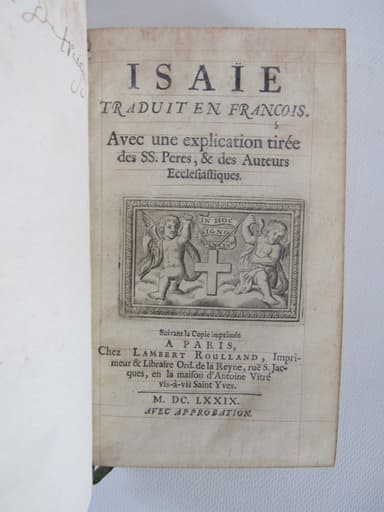 ISAÏE
TRADUIT EN FRANCOIS.
Avec une explication tirée
des SS. Peres, & des Auteurs
Ecclesiastiques.
IN HOC
SIGNO
Suivant la Copie imprimée
A PARIS,
Chez LAMBERT ROULLAND, Impri-
meur & Libraire Ord. de la Reyne, ruë S. Jac-
ques, en la maison d'Antoine Vitré
vis-à-vis Saint Yves.
M. DC. LXXIX.
AVEC APPROBATION.